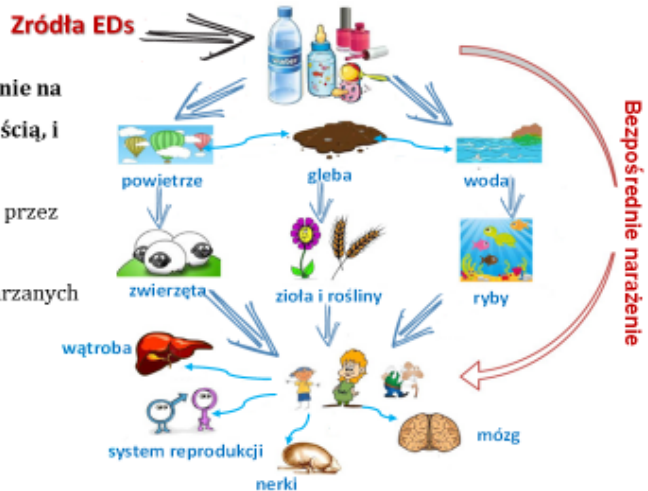 Zródła EDs
nie na
ścią, i
przez
rzanych
powietrze
gleba
woda
zwierzęta
zioła i rośliny
ryby
Bezpośrednie narażenie
wątroba
system reprodukcji
nerki
mózg